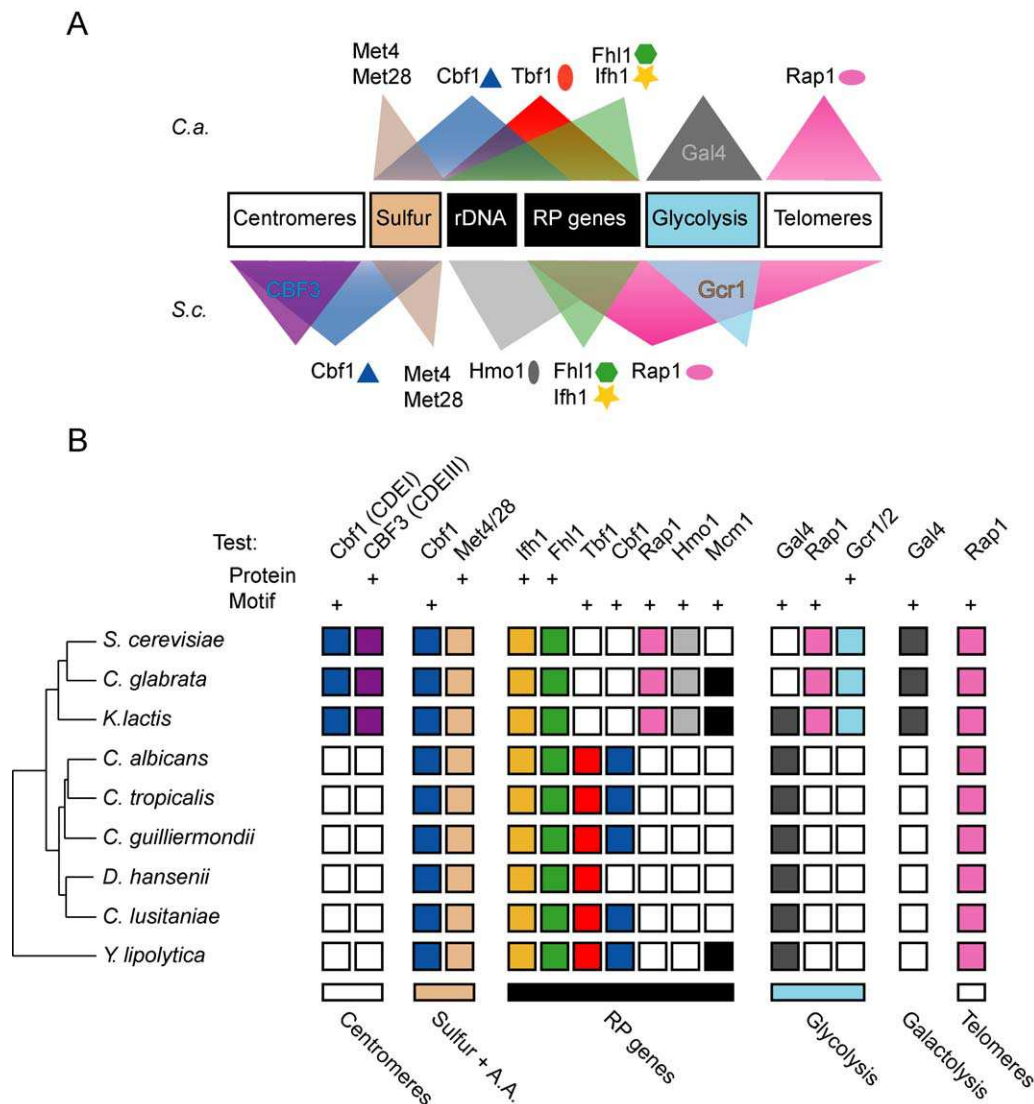 A
Met4
Met28
Cbf1
Tbf1
Fhl1
Ifh1
Rap1
C.a.
Gal4
Centromeres
Sulfur
rDNA
RP genes
Glycolysis
Telomeres
CBF3
Gcr1
S.c.
Cbf1
Met4
Met28
Hmo1
Fhl1
Ifh1
Rap1
B
Test:
Cbf1 (CDEI)
CBF3 (CDEIII)
Cbf1
Met4/28
Ifh1
Fhl1
Tbf1
Cbf1
Rap1
Hmo1
Mcm1
Gal4
Rap1
Gcr1/2
Gal4
Rap1
Protein + + + + +
Motif + + + + + + + + + + +
S. cerevisiae
C. glabrata
K.lactis
C. albicans
C. tropicalis
C. guilliermondii
D. hansenii
C. lusitaniae
Y. lipolytica
Centromeres
Sulfur + A.A.
RP genes
Glycolysis
Galactolysis
Telomeres